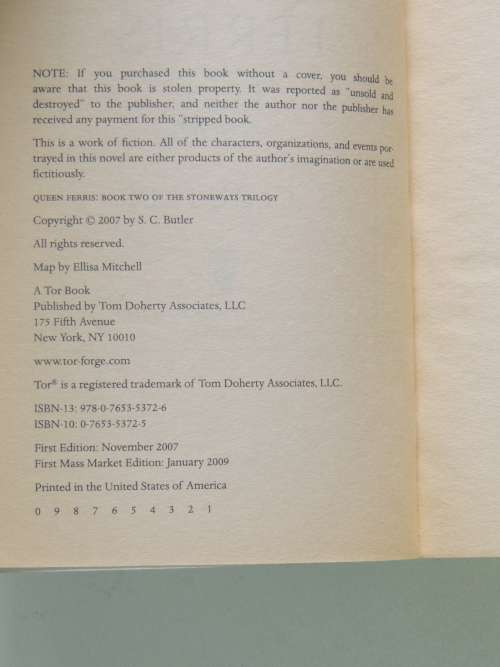 NOTE: If you purchased this book without a cover, you should be
aware that this book is stolen property. It was reported as "unsold and
destroyed" to the publisher, and neither the author nor the publisher has
received any payment for this "stripped book.
This is a work of fiction. All of the characters, organizations, and events por-
trayed in this novel are either products of the author's imagination or are used
fictitiously.
QUEEN FERRIS: BOOK TWO OF THE STONEWAYS TRILOGY
Copyright © 2007 by S. C. Butler
All rights reserved.
Map by Ellisa Mitchell
A Tor Book
Published by Tom Doherty Associates, LLC
175 Fifth Avenue
New York, NY 10010
www.tor-forge.com
Tor® is a registered trademark of Tom Doherty Associates, LLC.
ISBN-13: 978-0-7653-5372-6
ISBN-10: 0-7653-5372-5
First Edition: November 2007
First Mass Market Edition: January 2009
Printed in the United States of America
0 9 8 7 6 5 4 3 2 1